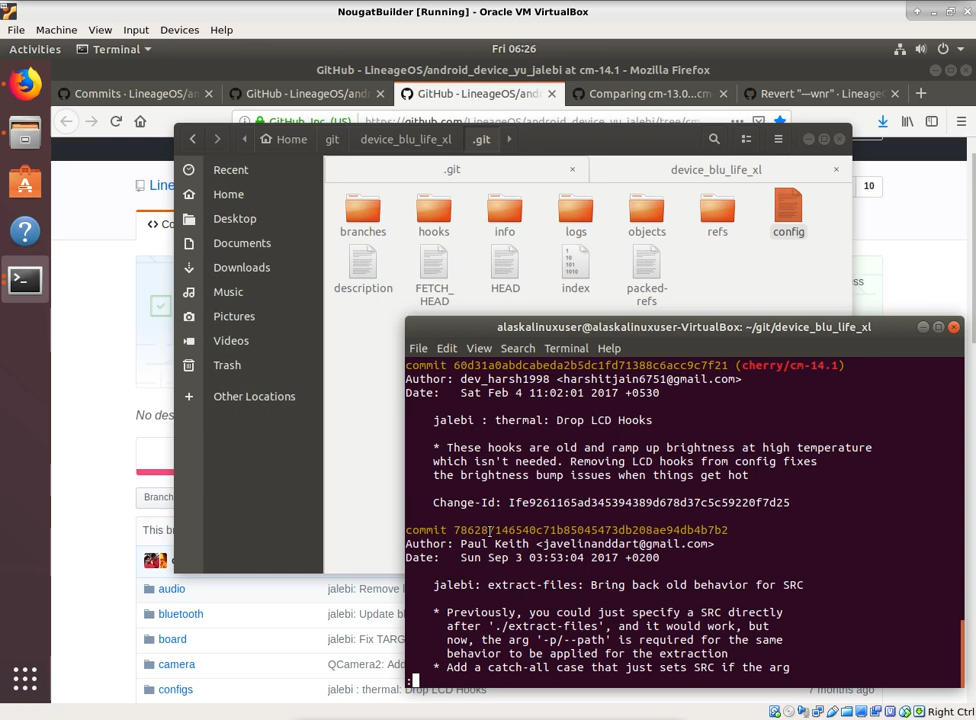 NougatBuilder [Running] - Oracle VM VirtualBox
File Machine View Input Devices Help
Activities Terminal Fri 06:26
GitHub - LineageOS/android_device_yu_jalebi at cm-14.1 - Mozilla Firefox
Commits · LineageOS/an
GitHub - LineageOS/and
GitHub - LineageOS/and
Comparing cm-13.0...cm
Revert "—wnr" · LineageO
Home git device_blu_life_xl .git
.git
device_blu_life_xl
Line
10
Recent
Home
Desktop
Documents
Downloads
Music
Pictures
Videos
Trash
Other Locations
branches hooks info logs objects refs config
description FETCH_HEAD HEAD index packed-refs
1
10
101
1010
<> Co
No des
Branch
This br
ss
alaskalinuxuser@alaskalinuxuser-VirtualBox: ~/git/device_blu_life_xl
File Edit View Search Terminal Help
commit 60d31a0abdcabeda2b5dc1fd71388c6acc9c7f21 (cherry/cm-14.1)
Author: dev_harsh1998 <harshitjain6751@gmail.com>
Date: Sat Feb 4 11:02:01 2017 +0530
jalebi : thermal: Drop LCD Hooks
* These hooks are old and ramp up brightness at high temperature
which isn't needed. Removing LCD hooks from config fixes
the brightness bump issues when things get hot
Change-Id: Ife9261165ad345394389d678d37c5c59220f7d25
commit 786287146540c71b85045473db208ae94db4b7b2
Author: Paul Keith <javelinanddart@gmail.com>
Date: Sun Sep 3 03:53:04 2017 +0200
jalebi: extract-files: Bring back old behavior for SRC
* Previously, you could just specify a SRC directly
after './extract-files', and it would work, but
now, the arg '-p/--path' is required for the same
behavior to be applied for the extraction
* Add a catch-all case that just sets SRC if the arg
:
audio jalebi: Remove l
bluetooth jalebi: Update bl
board jalebi: Fix TARG
camera QCamera2: Ad
configs jalebi : thermal: Drop LCD Hooks 7 months ago
Right Ctrl